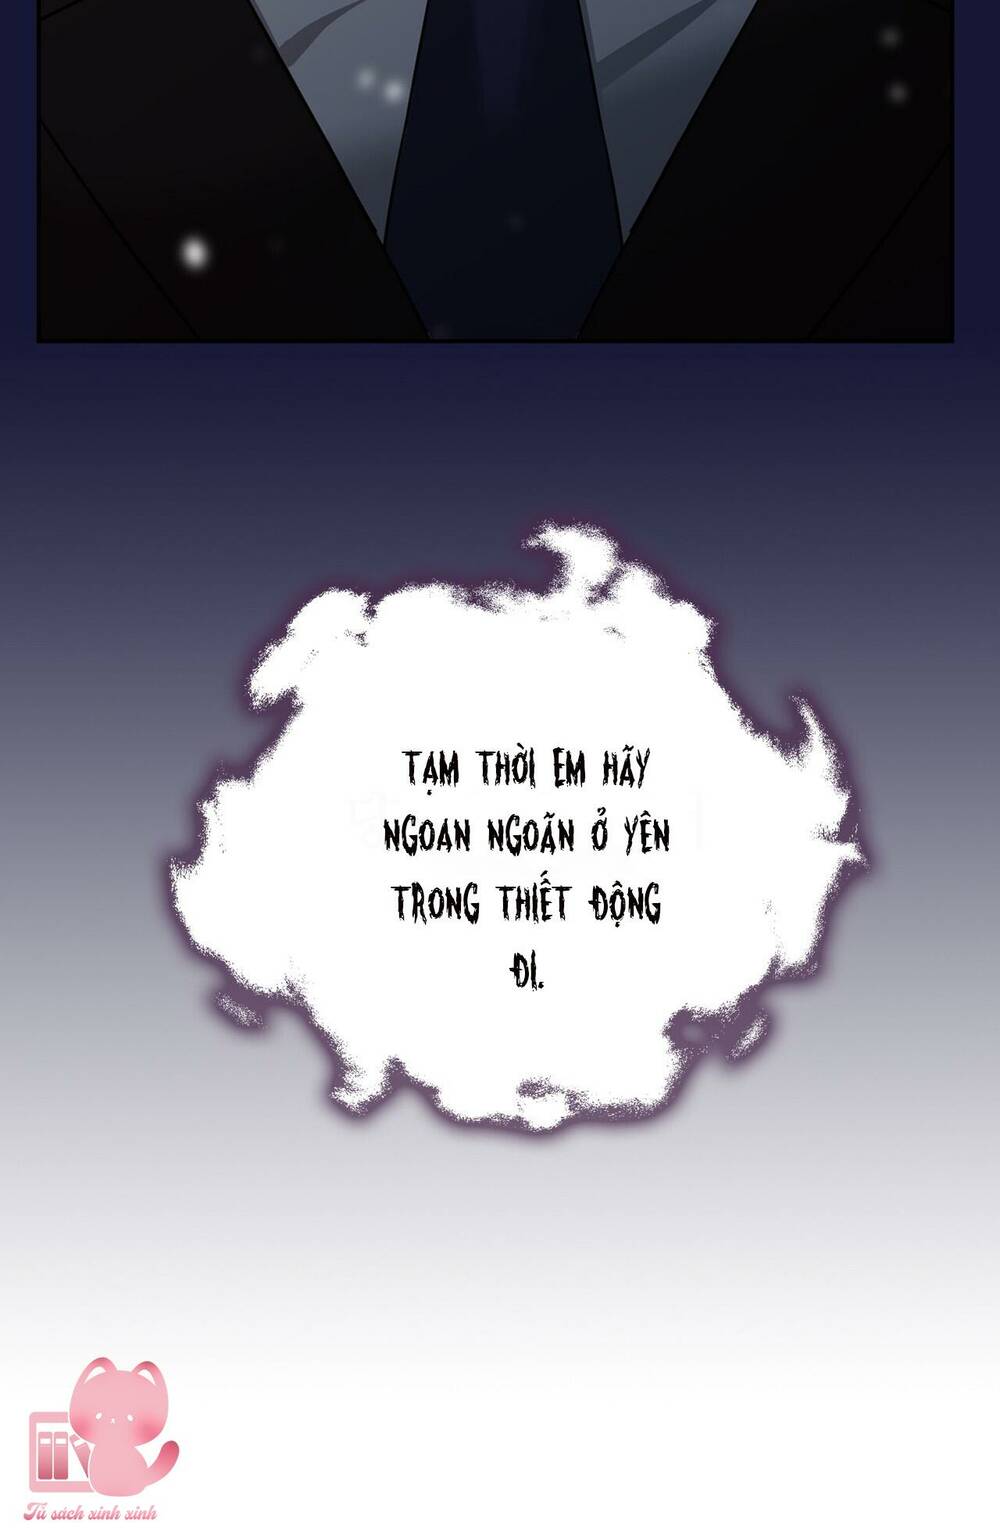 TẠM THỜI EM HÃY
NGOAN NGOÃN Ở YÊN
TRONG THIẾT ĐỘNG
ĐI.
Tủ sách xinh xinh